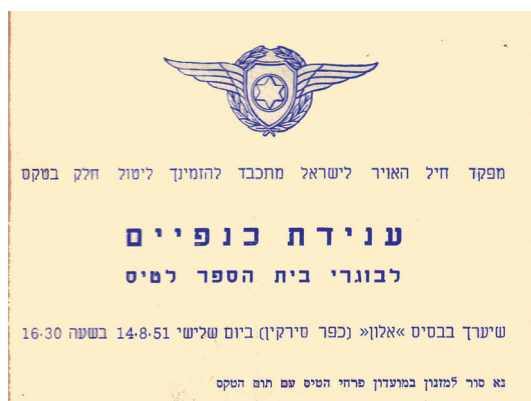 מפקד חיל האויר לישראל מתכבד להזמינך ליטול חלק בטקס
ענידת כנפיים
לבוגרי בית הספר לטיס
שיערך בבסיס »אלון« (כפר סירקין) ביום שלישי 14·8·51 בשעה 16·30
נא סור למזנון במועדון פרחי הטיס עם תום הטקס